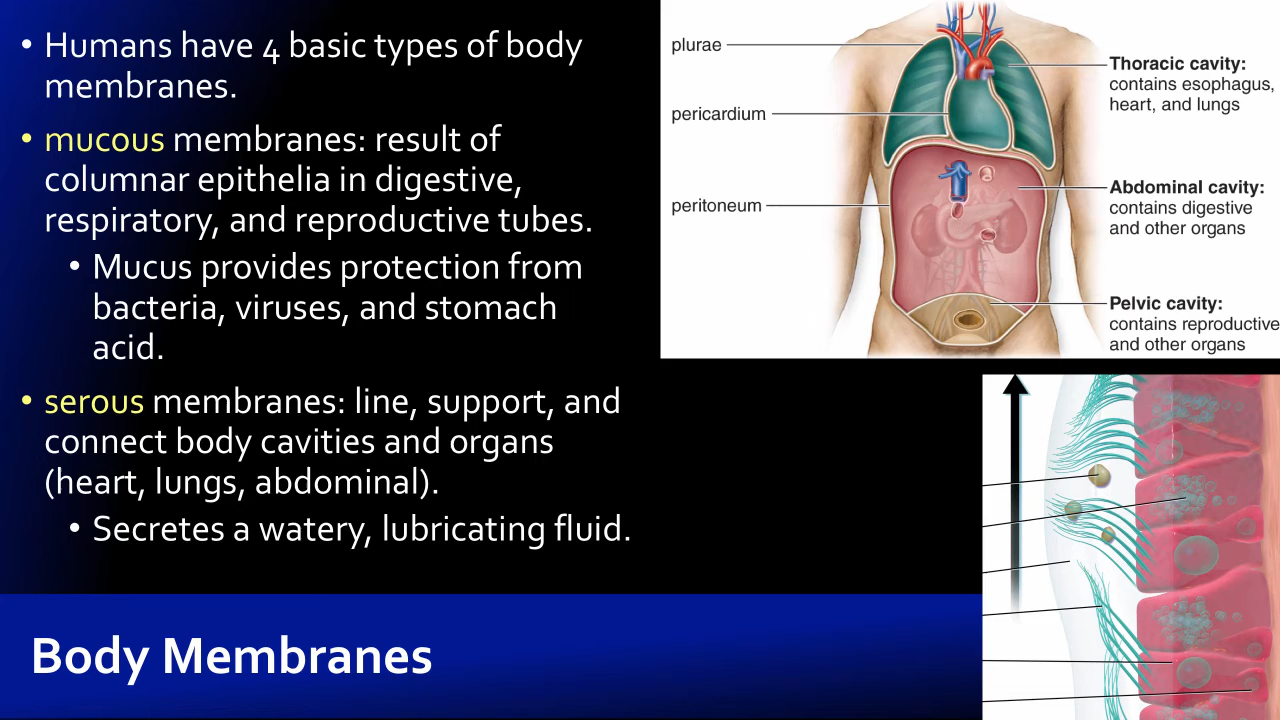 • Humans have 4 basic types of body
membranes.
• mucous membranes: result of
columnar epithelia in digestive,
respiratory, and reproductive tubes.
• Mucus provides protection from
bacteria, viruses, and stomach
acid.
• serous membranes: line, support, and
connect body cavities and organs
(heart, lungs, abdominal).
• Secretes a watery, lubricating fluid.
Body Membranes
plurae
pericardium
peritoneum
Thoracic cavity:
contains esophagus,
heart, and lungs
Abdominal cavity:
contains digestive
and other organs
Pelvic cavity:
contains reproductive
and other organs